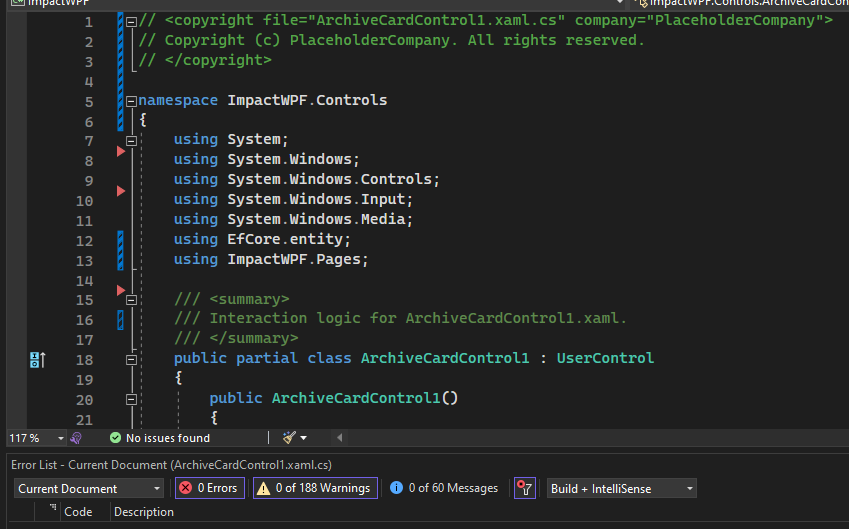 ImpactWPF
ImpactWPF.Controls.ArchiveCardCon
1 // <copyright file="ArchiveCardControl1.xaml.cs" company="PlaceholderCompany">
2 // Copyright (c) PlaceholderCompany. All rights reserved.
3 // </copyright>
4
5 namespace ImpactWPF.Controls
6 {
7 using System;
8 using System.Windows;
9 using System.Windows.Controls;
10 using System.Windows.Input;
11 using System.Windows.Media;
12 using EfCore.entity;
13 using ImpactWPF.Pages;
14
15 /// <summary>
16 /// Interaction logic for ArchiveCardControl1.xaml.
17 /// </summary>
18 public partial class ArchiveCardControl1 : UserControl
19 {
20 public ArchiveCardControl1()
21 {
117 % No issues found
Error List - Current Document (ArchiveCardControl1.xaml.cs)
Current Document 0 Errors 0 of 188 Warnings 0 of 60 Messages Build + IntelliSense
Code Description